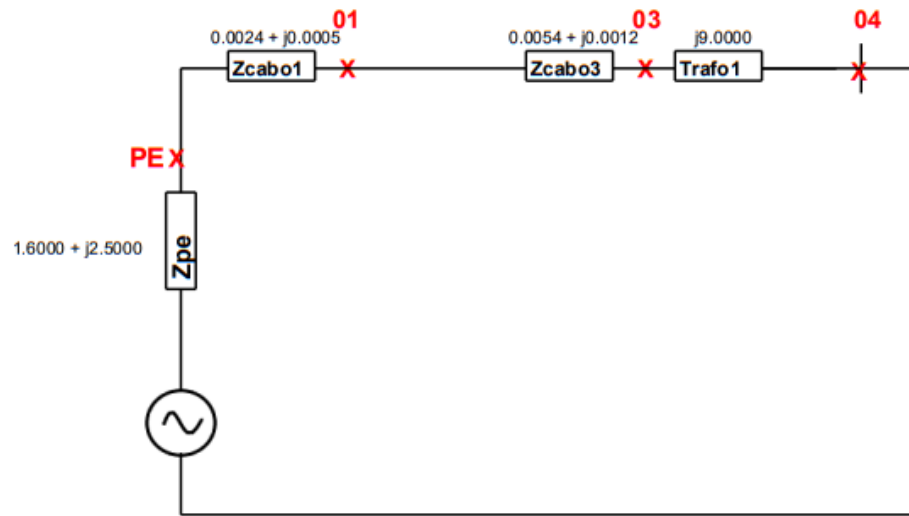 01
03
04
0.0024 + j0.0005
0.0054 + j0.0012
j9.0000
Zcabo1
X
Zcabo3
X
Trafo1
X
PE X
1.6000 + j2.5000
Zpe